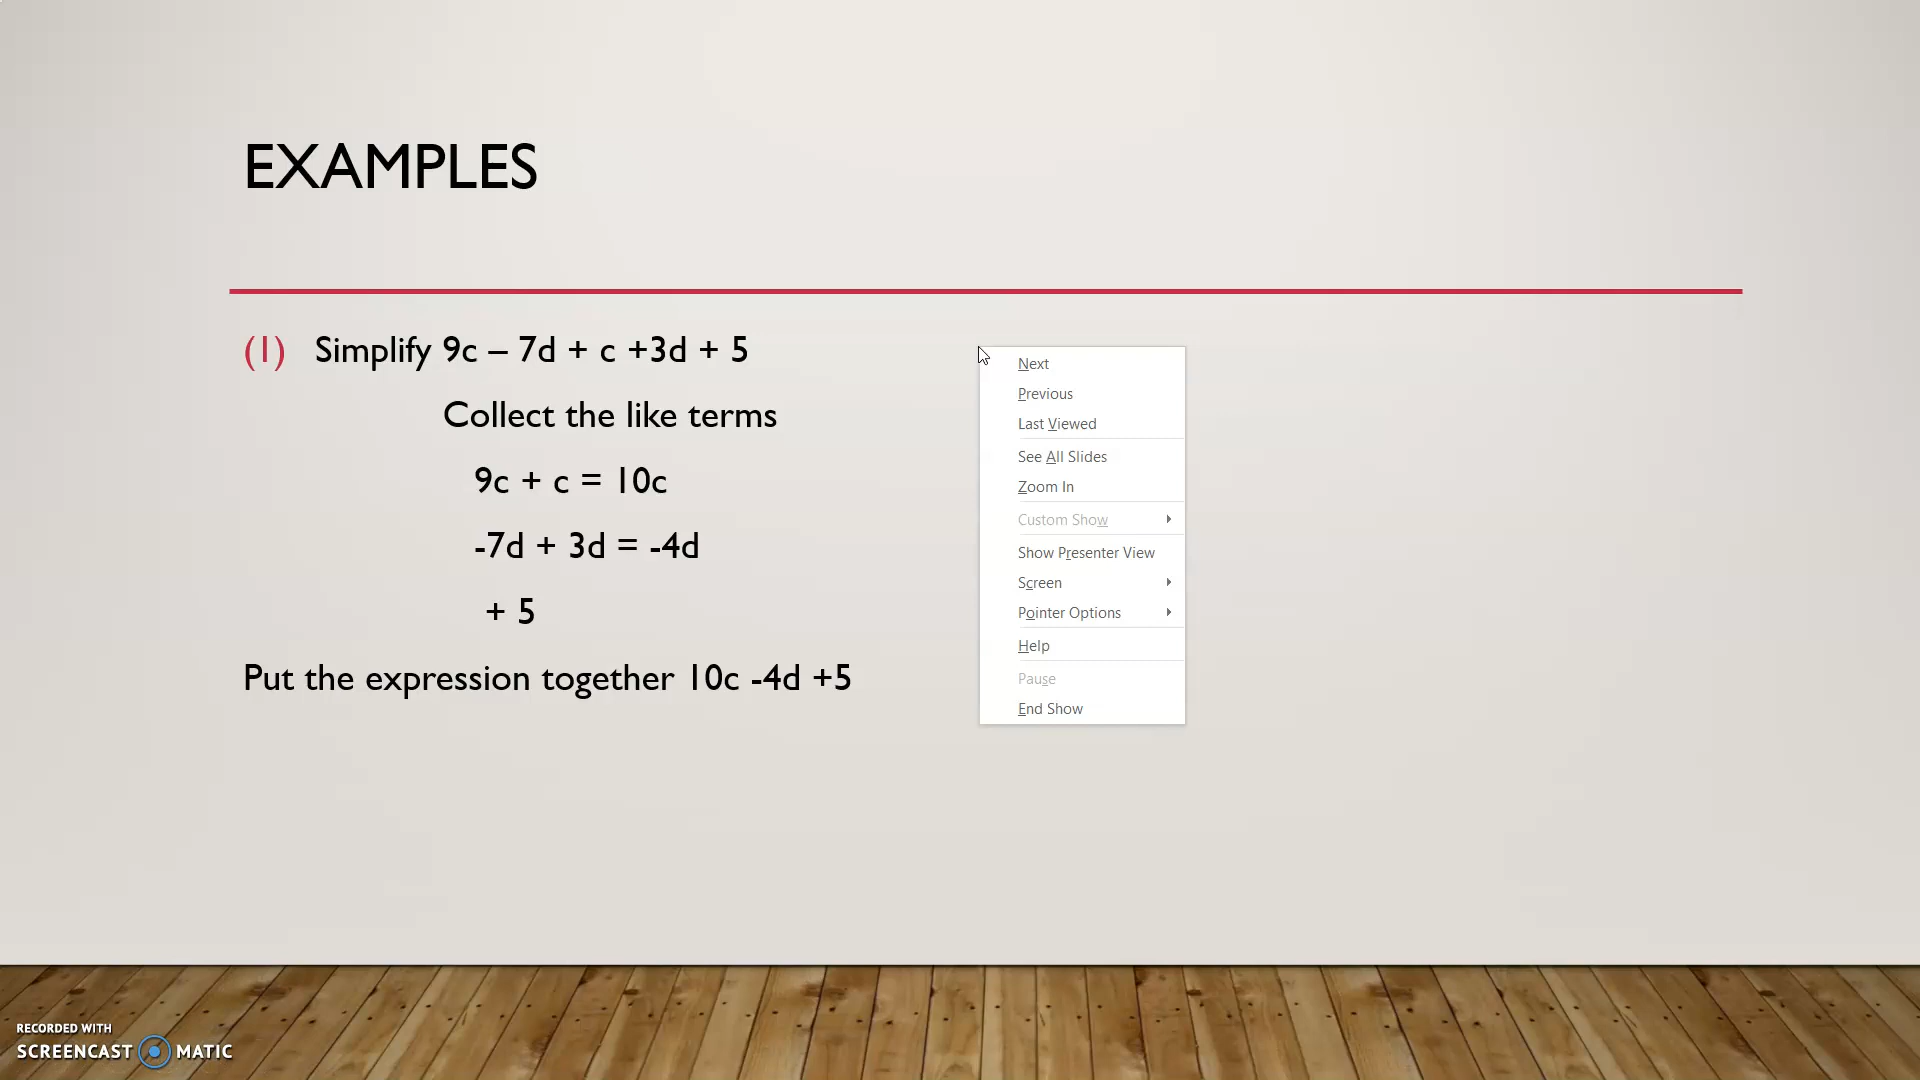 EXAMPLES
(1) Simplify 9c – 7d + c +3d + 5
Collect the like terms
9c + c = 10c
-7d + 3d = -4d
+ 5
Put the expression together 10c -4d +5
Next
Previous
Last Viewed
See All Slides
Zoom In
Custom Show
Show Presenter View
Screen
Pointer Options
Help
Pause
End Show
RECORDED WITH
SCREENCAST MATIC